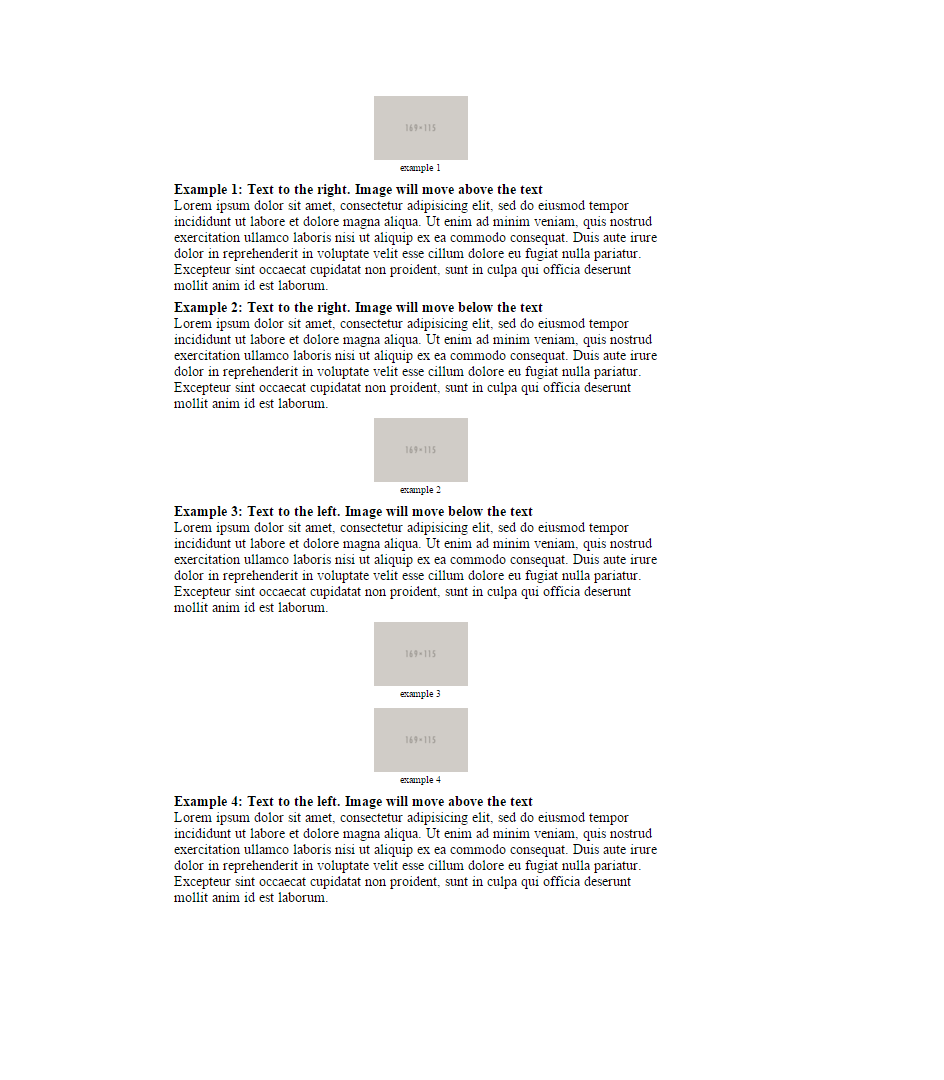 169×115
example 1
Example 1: Text to the right. Image will move above the text
Lorem ipsum dolor sit amet, consectetur adipisicing elit, sed do eiusmod tempor
incididunt ut labore et dolore magna aliqua. Ut enim ad minim veniam, quis nostrud
exercitation ullamco laboris nisi ut aliquip ex ea commodo consequat. Duis aute irure
dolor in reprehenderit in voluptate velit esse cillum dolore eu fugiat nulla pariatur.
Excepteur sint occaecat cupidatat non proident, sunt in culpa qui officia deserunt
mollit anim id est laborum.
Example 2: Text to the right. Image will move below the text
Lorem ipsum dolor sit amet, consectetur adipisicing elit, sed do eiusmod tempor
incididunt ut labore et dolore magna aliqua. Ut enim ad minim veniam, quis nostrud
exercitation ullamco laboris nisi ut aliquip ex ea commodo consequat. Duis aute irure
dolor in reprehenderit in voluptate velit esse cillum dolore eu fugiat nulla pariatur.
Excepteur sint occaecat cupidatat non proident, sunt in culpa qui officia deserunt
mollit anim id est laborum.
169×115
example 2
Example 3: Text to the left. Image will move below the text
Lorem ipsum dolor sit amet, consectetur adipisicing elit, sed do eiusmod tempor
incididunt ut labore et dolore magna aliqua. Ut enim ad minim veniam, quis nostrud
exercitation ullamco laboris nisi ut aliquip ex ea commodo consequat. Duis aute irure
dolor in reprehenderit in voluptate velit esse cillum dolore eu fugiat nulla pariatur.
Excepteur sint occaecat cupidatat non proident, sunt in culpa qui officia deserunt
mollit anim id est laborum.
169×115
example 3
169×115
example 4
Example 4: Text to the left. Image will move above the text
Lorem ipsum dolor sit amet, consectetur adipisicing elit, sed do eiusmod tempor
incididunt ut labore et dolore magna aliqua. Ut enim ad minim veniam, quis nostrud
exercitation ullamco laboris nisi ut aliquip ex ea commodo consequat. Duis aute irure
dolor in reprehenderit in voluptate velit esse cillum dolore eu fugiat nulla pariatur.
Excepteur sint occaecat cupidatat non proident, sunt in culpa qui officia deserunt
mollit anim id est laborum.